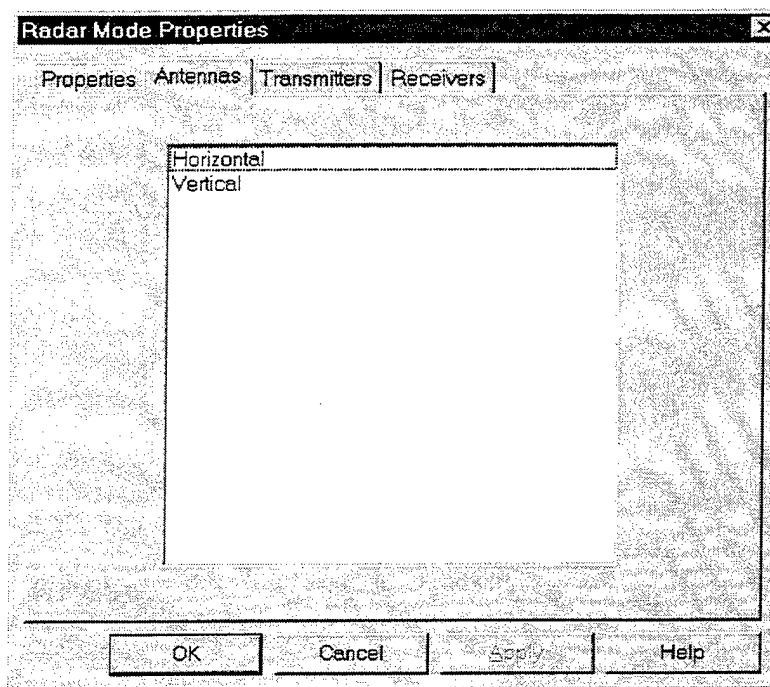 Radar Mode Properties
Properties Antennas Transmitters Receivers
Horizontal
Vertical
OK Cancel Apply Help